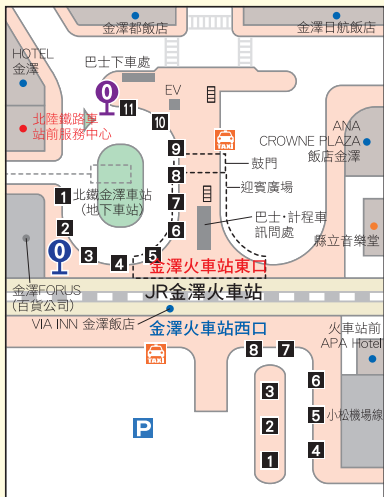 金澤都飯店
金澤日航飯店
HOTEL
金澤
巴士下車處
0
11
EV
10
北陸鐵路車
站前服務中心
TAXI
ANA
CROWNE PLAZA
飯店金澤
9
鼓門
8
迎賓廣場
1
北鐵金澤車站
(地下車站)
7
巴士·計程車
訊問處
2
6
縣立音樂堂
0
3
4
5
金澤火車站東口
金澤FORUS
(百貨公司)
JR金澤火車站
VIA INN 金澤飯店
金澤火車站西口
火車站前
APA Hotel
TAXI
8
7
3
6
P
2
5
小松機場線
1
4